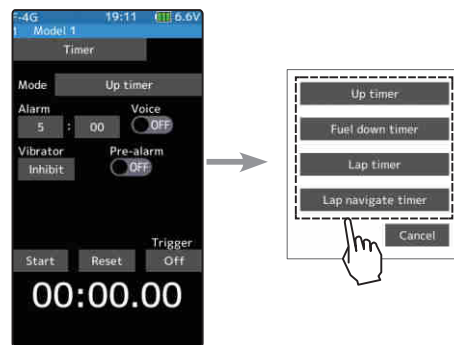 F-4G 19:11 6.6V
1 Model 1
Timer
Mode Up timer
Alarm Voice
5 : 00 OFF
Vibrator Pre-alarm
Inhibit OFF
Trigger
Start Reset Off
00:00.00
Up timer
Fuel down timer
Lap timer
Lap navigate timer
Cancel